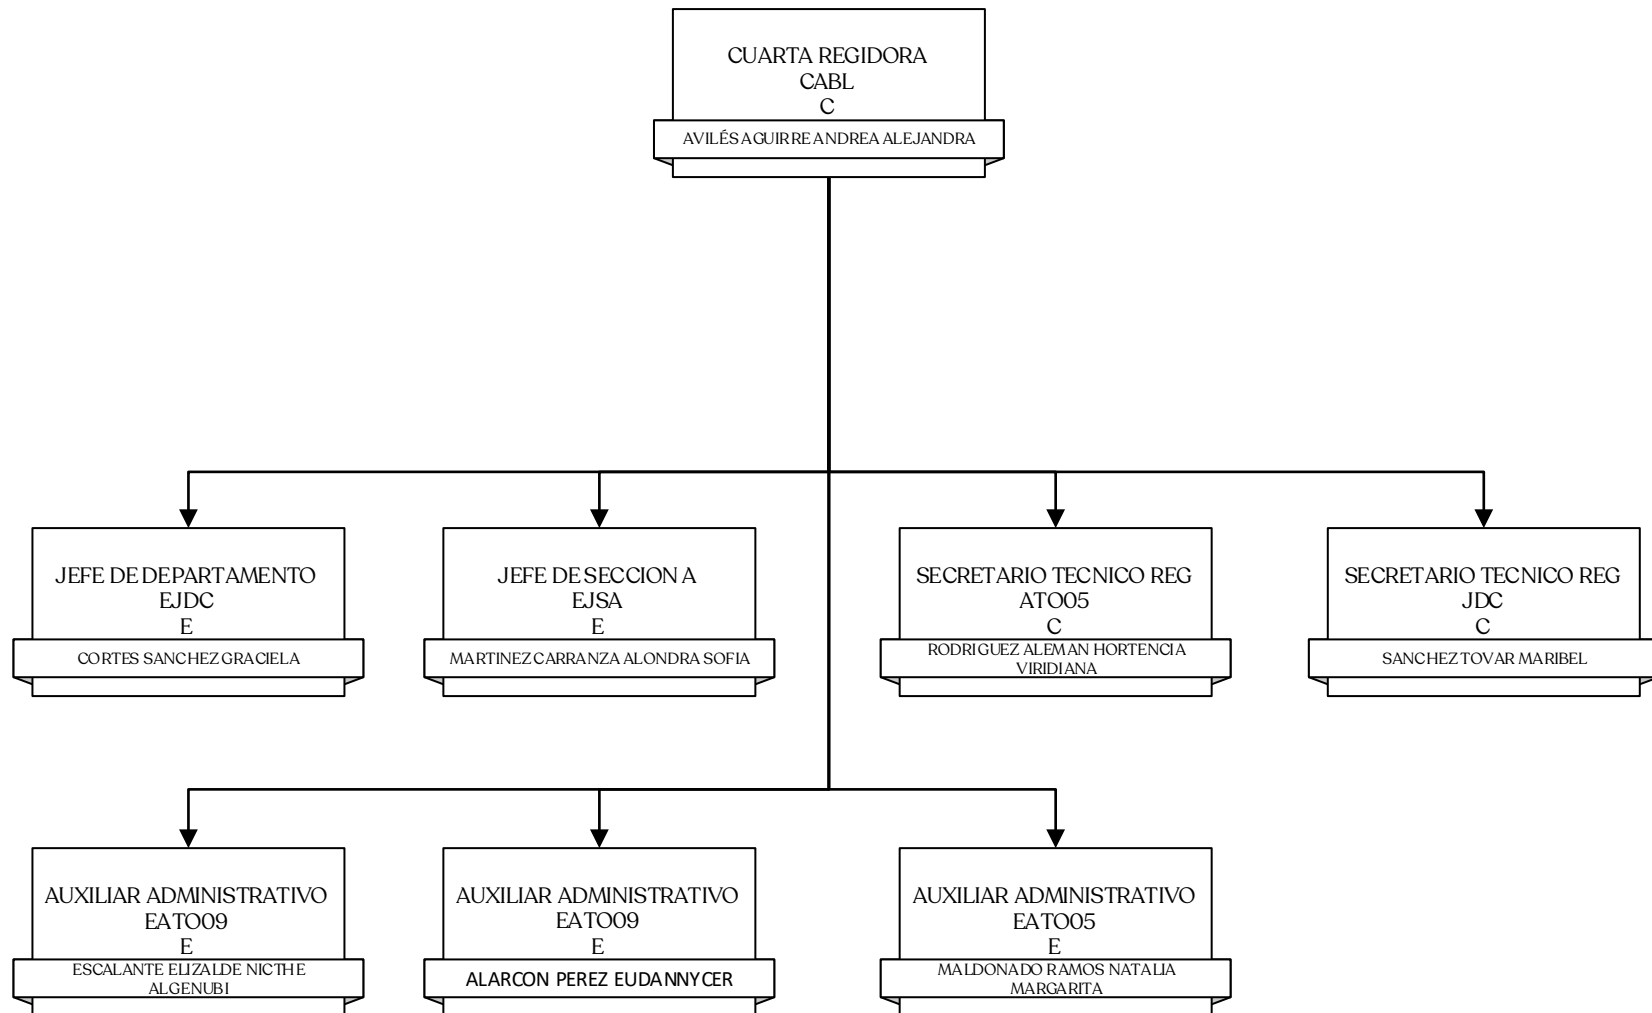 CUARTA REGIDORA
CABL
C
AVILÉS AGUIRRE ANDREA ALEJANDRA
JEFE DE DEPARTAMENTO
EJDC
E
CORTES SANCHEZ GRACIELA
JEFE DE SECCION A
EJSA
E
MARTINEZ CARRANZA ALONDRA SOFIA
SECRETARIO TECNICO REG
ATO05
C
RODRIGUEZ ALEMAN HORTENCIA
VIRIDIANA
SECRETARIO TECNICO REG
JDC
C
SANCHEZ TOVAR MARIBEL
AUXILIAR ADMINISTRATIVO
EATO09
E
ESCALANTE ELIZALDE NICTHE
ALGENUBI
AUXILIAR ADMINISTRATIVO
EATO09
E
ALARCON PEREZ EUDANNYCER
AUXILIAR ADMINISTRATIVO
EATO05
E
MALDONADO RAMOS NATALIA
MARGARITA